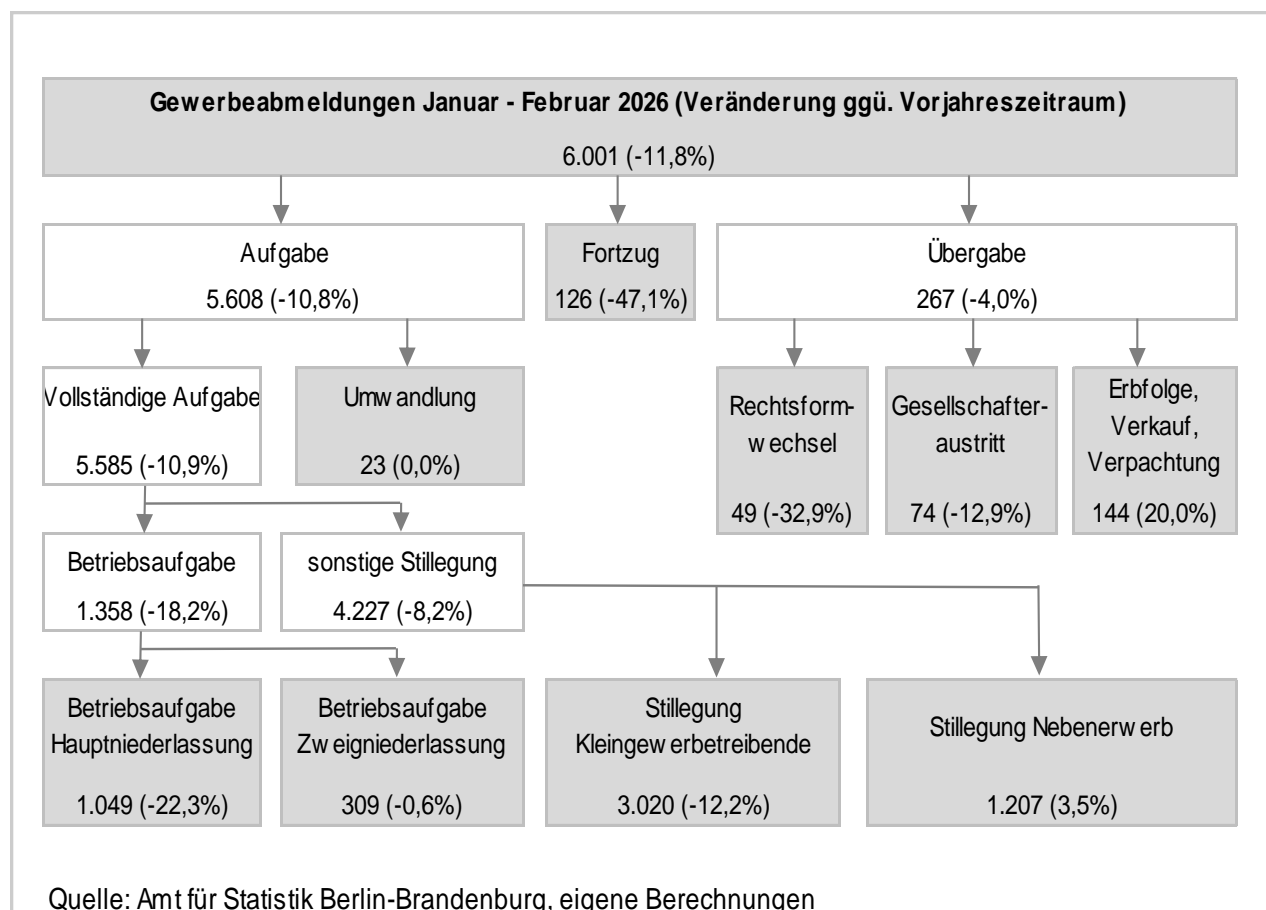 Gewerbeabmeldungen Januar - Februar 2026 (Veränderung ggü. Vorjahreszeitraum)
6.001 (-11,8%)
Aufgabe
5.608 (-10,8%)
Fortzug
126 (-47,1%)
Übergabe
267 (-4,0%)
Vollständige Aufgabe
5.585 (-10,9%)
Umwandlung
23 (0,0%)
Rechtsform-
wechsel
49 (-32,9%)
Gesellschafter-
austritt
74 (-12,9%)
Erbfolge,
Verkauf,
Verpachtung
144 (20,0%)
Betriebsaufgabe
1.358 (-18,2%)
sonstige Stillegung
4.227 (-8,2%)
Betriebsaufgabe
Hauptniederlassung
1.049 (-22,3%)
Betriebsaufgabe
Zweigniederlassung
309 (-0,6%)
Stillegung
Kleingewerbetreibende
3.020 (-12,2%)
Stillegung Nebenerwerb
1.207 (3,5%)
Quelle: Amt für Statistik Berlin-Brandenburg, eigene Berechnungen